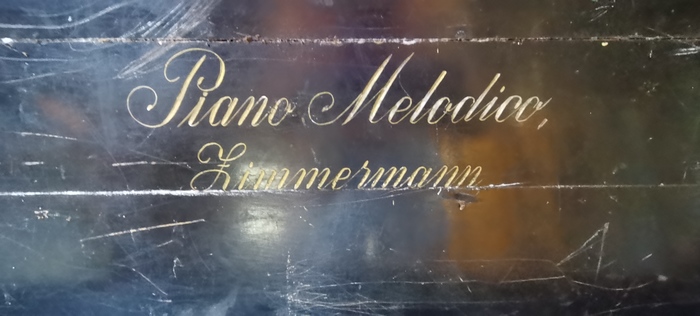 Piano Melodico,
Zimmermann